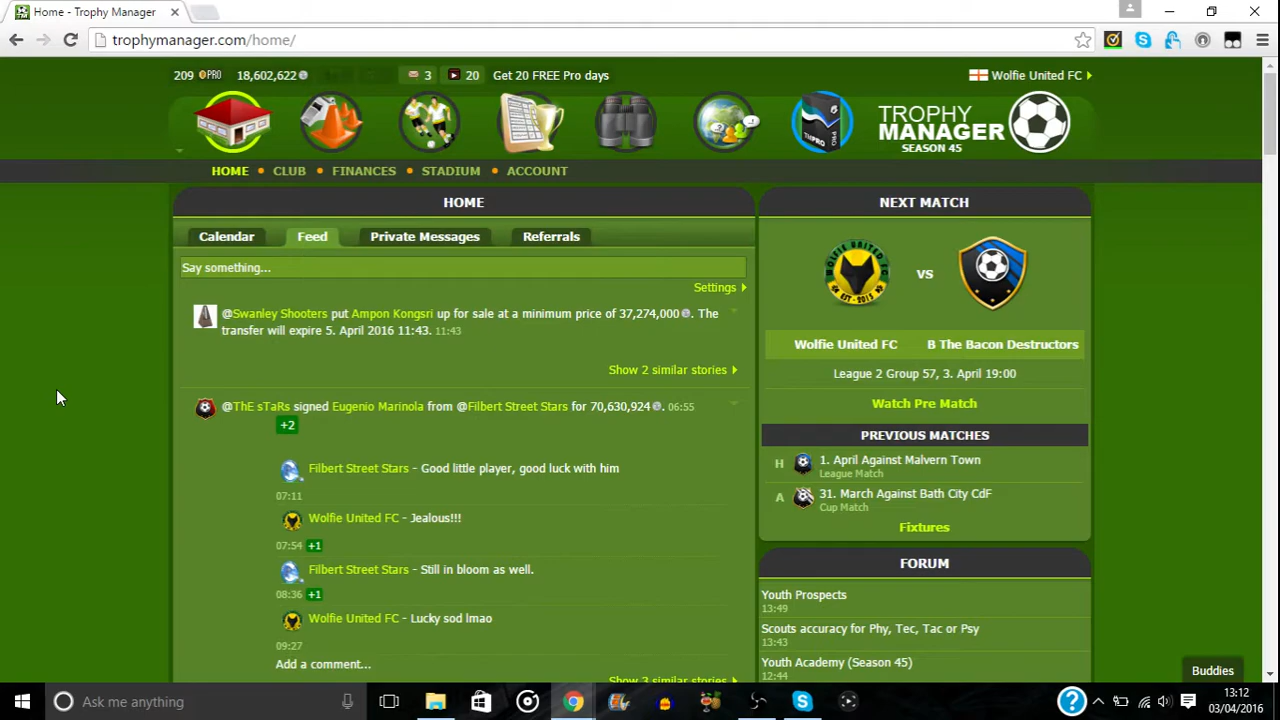 Home - Trophy Manager
trophymanager.com/home/
209 PRO 18,602,622 3 20 Get 20 FREE Pro days
Wolfie United FC
TROPHY
MANAGER
SEASON 45
HOME • CLUB • FINANCES • STADIUM • ACCOUNT
HOME
Calendar Feed Private Messages Referrals
Say something...
Settings
@Swanley Shooters put Ampon Kongsri up for sale at a minimum price of 37,274,000. The
transfer will expire 5. April 2016 11:43. 11:43
Show 2 similar stories
@ThE sTaRs signed Eugenio Marinola from @Filbert Street Stars for 70,630,924. 06:55
+2
Filbert Street Stars - Good little player, good luck with him
07:11
Wolfie United FC - Jealous!!!
07:54 +1
Filbert Street Stars - Still in bloom as well.
08:36 +1
Wolfie United FC - Lucky sod lmao
09:27
Add a comment...
Show 3 similar stories
NEXT MATCH
VS
Wolfie United FC B The Bacon Destructors
League 2 Group 57, 3. April 19:00
Watch Pre Match
PREVIOUS MATCHES
H 1. April Against Malvern Town
League Match
A 31. March Against Bath City CdF
Cup Match
Fixtures
FORUM
Youth Prospects
13:49
Scouts accuracy for Phy, Tec, Tac or Psy
13:43
Youth Academy (Season 45)
12:44
Buddies
Ask me anything
13:12
03/04/2016